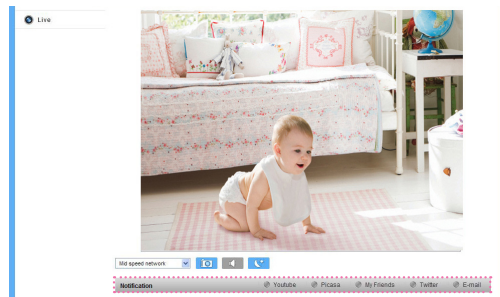 Live
Mid speed network
Notification Youtube Picasa My Friends Twitter E-mail